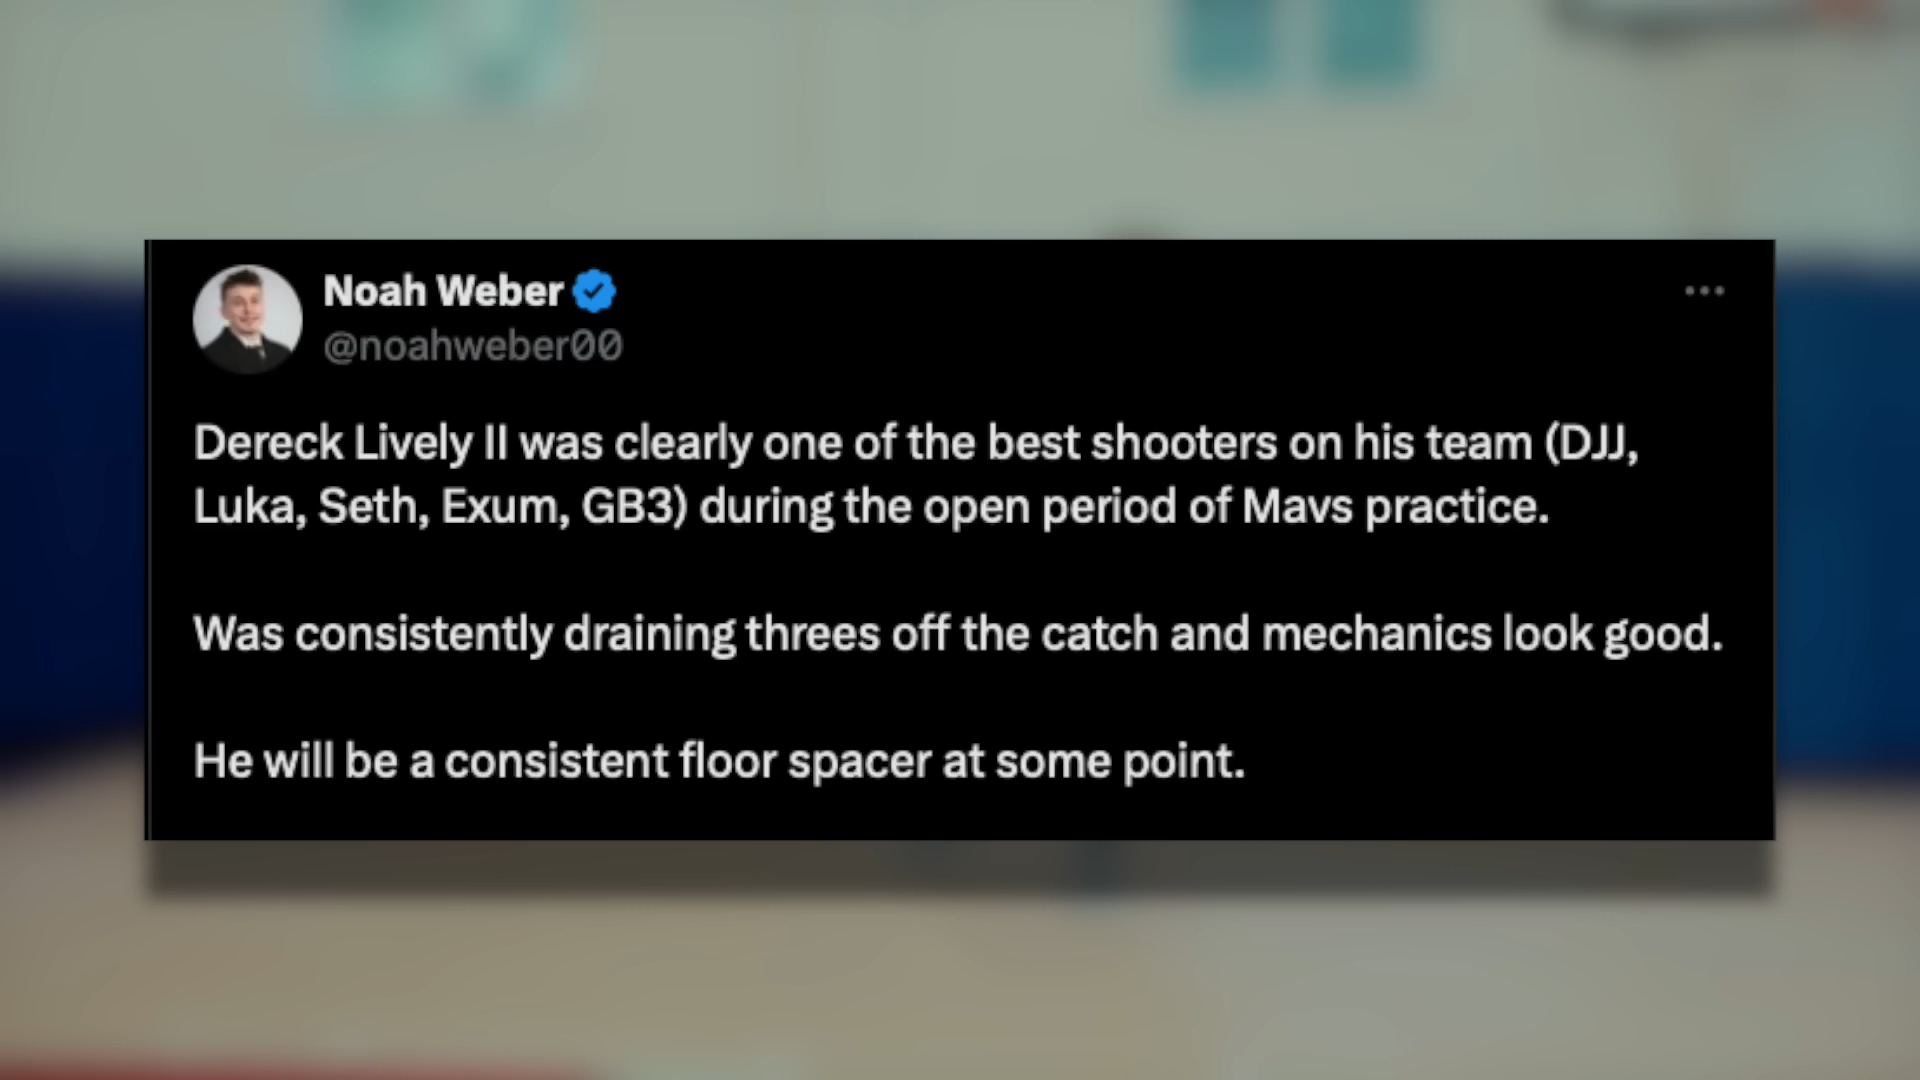 Noah Weber
@noahweber00
Dereck Lively II was clearly one of the best shooters on his team (DJJ,
Luka, Seth, Exum, GB3) during the open period of Mavs practice.
Was consistently draining threes off the catch and mechanics look good.
He will be a consistent floor spacer at some point.